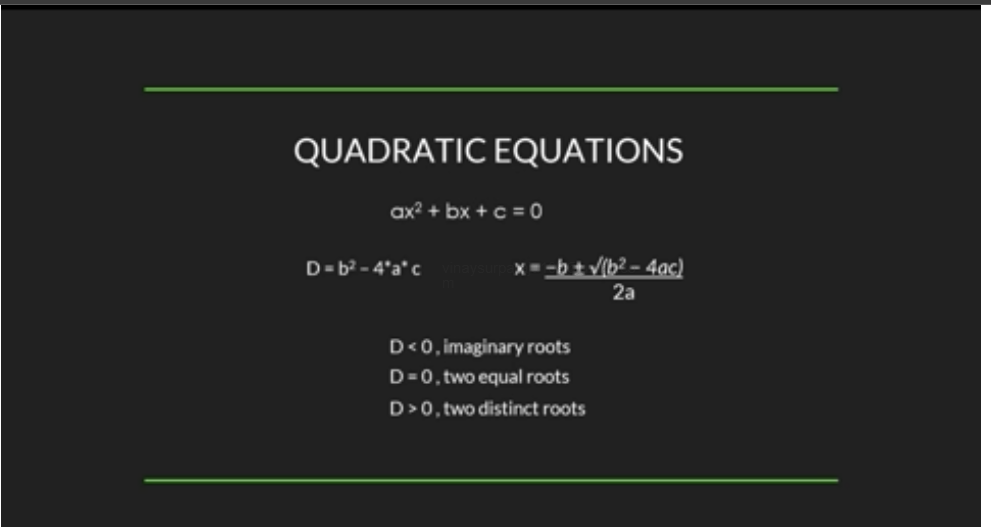 QUADRATIC EQUATIONS
ax² + bx + c = 0
D = b² – 4*a* c
x = –b ± √(b² – 4ac)
2a
D < 0 , imaginary roots
D = 0 , two equal roots
D > 0 , two distinct roots